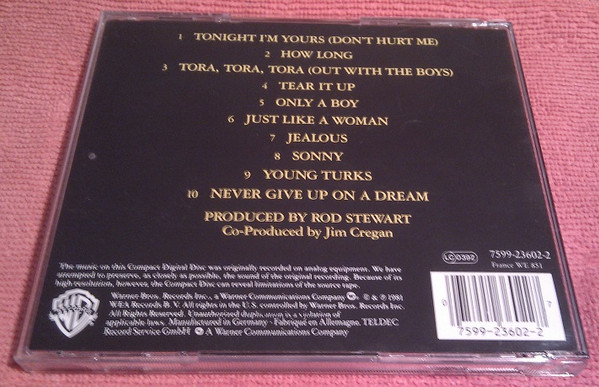 1 TONIGHT I'M YOURS (DON'T HURT ME)
2 HOW LONG
3 TORA, TORA, TORA (OUT WITH THE BOYS)
4 TEAR IT UP
5 ONLY A BOY
6 JUST LIKE A WOMAN
7 JEALOUS
8 SONNY
9 YOUNG TURKS
10 NEVER GIVE UP ON A DREAM
PRODUCED BY ROD STEWART
Co-Produced by Jim Cregan
LC 0392
7599-23602-2
France WE 851
The music on this Compact Digital Disc was originally recorded on analog equipment. We have
attempted to preserve, as closely as possible, the sound of the original recording. Because of its
high resolution, however, the Compact Disc can reveal limitations of the source tape.
Warner Bros. Records Inc., a Warner Communications Company ℗ © & ℗ 1981
WEA Records B. V. All rights in the U.S. controlled by Warner Bros. Records Inc.
All Rights Reserved. Unauthorized duplication is a violation of
applicable laws. Manufactured in Germany · Fabriqué en Allemagne, TELDEC
Record Service GmbH A Warner Communications Company
0 7
7599-23602-2